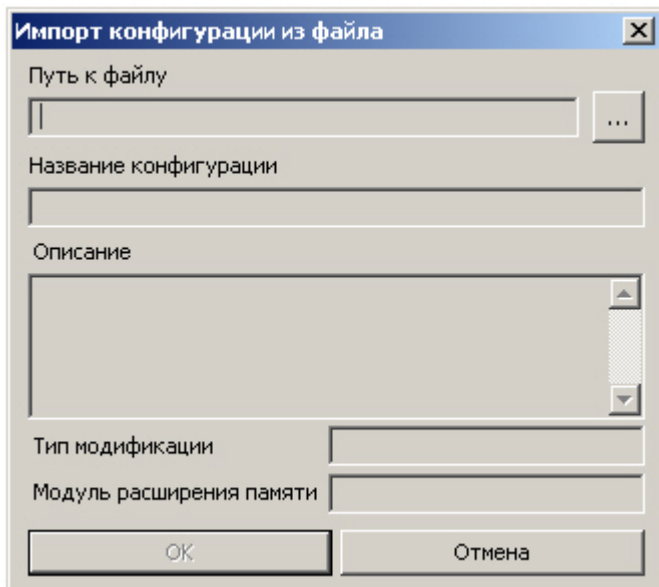 Импорт конфигурации из файла
Путь к файлу
...
Название конфигурации
Описание
Тип модификации
Модуль расширения памяти
OK Отмена